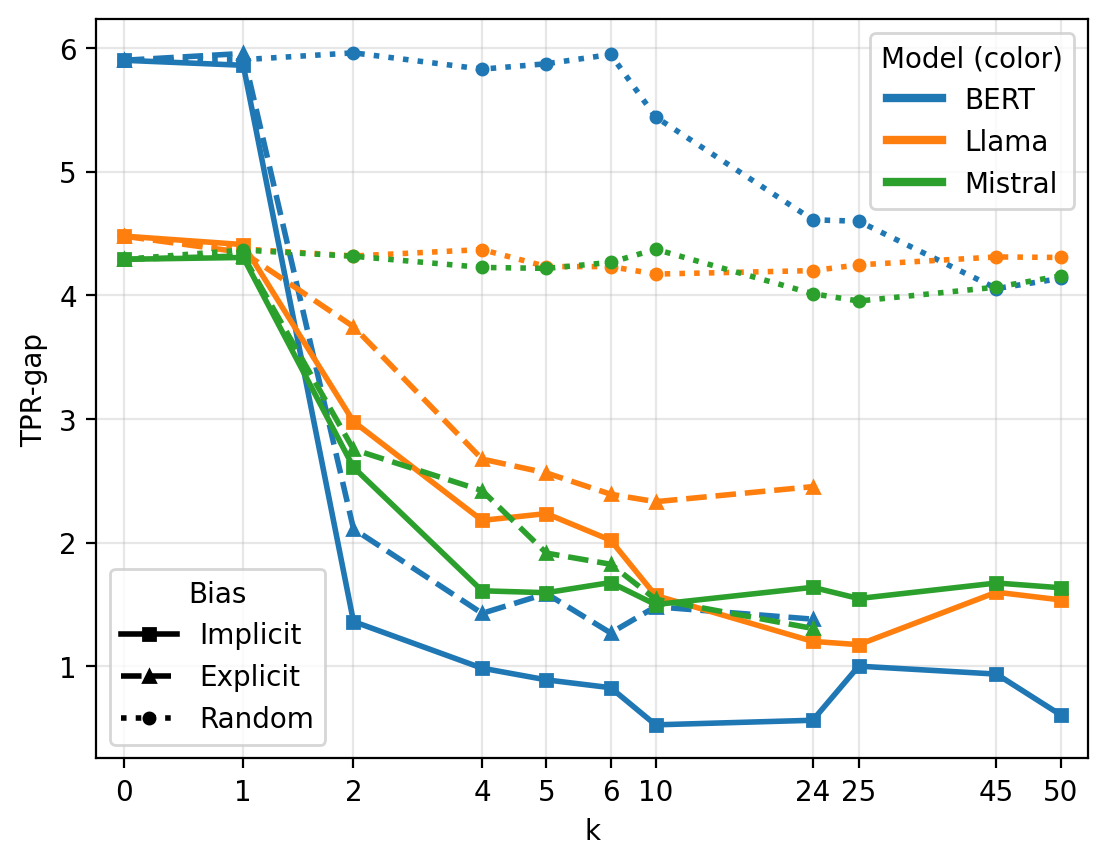 6
5
4
3
2
1
TPR-gap
Model (color)
BERT
Llama
Mistral
Bias
Implicit
Explicit
Random
0 1 2 4 5 6 10 24 25 45 50
k